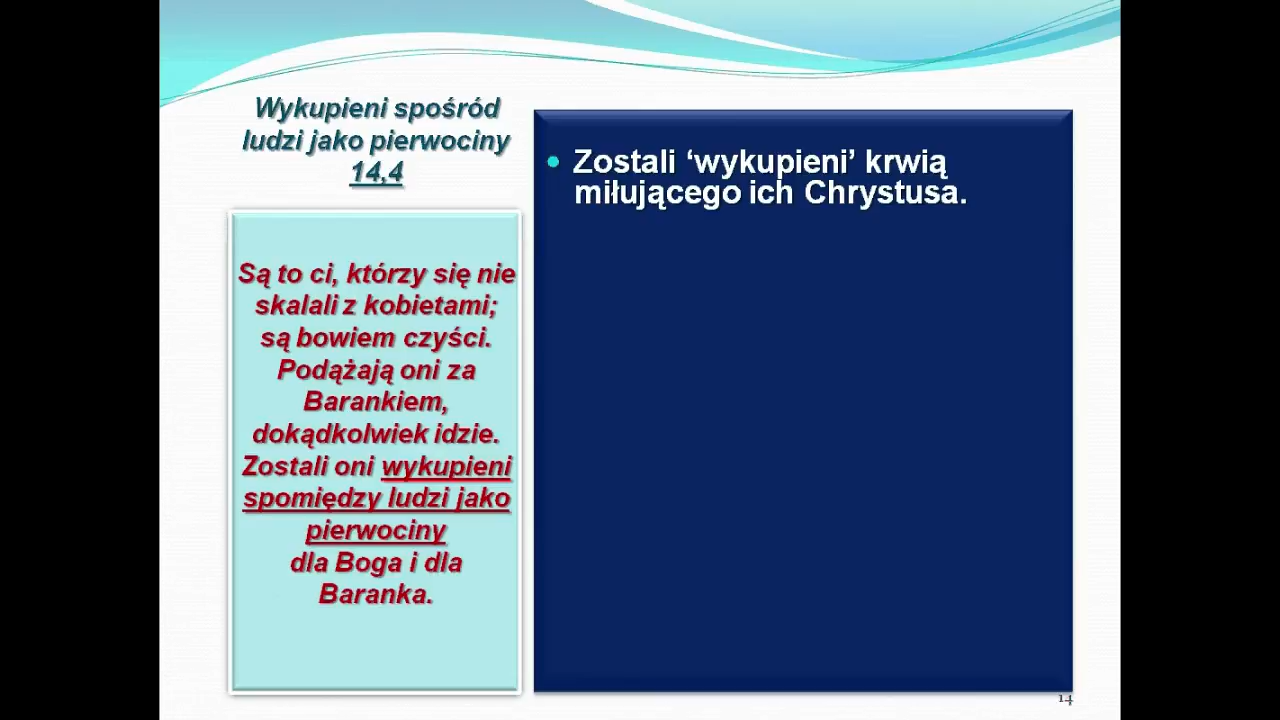 Wykupieni spośród
ludzi jako pierwociny
14,4
Są to ci, którzy się nie
skalali z kobietami;
są bowiem czyści.
Podążają oni za
Barankiem,
dokądkolwiek idzie.
Zostali oni wykupieni
spomiędzy ludzi jako
pierwociny
dla Boga i dla
Baranka.
• Zostali ‘wykupieni’ krwią
miłującego ich Chrystusa.
14